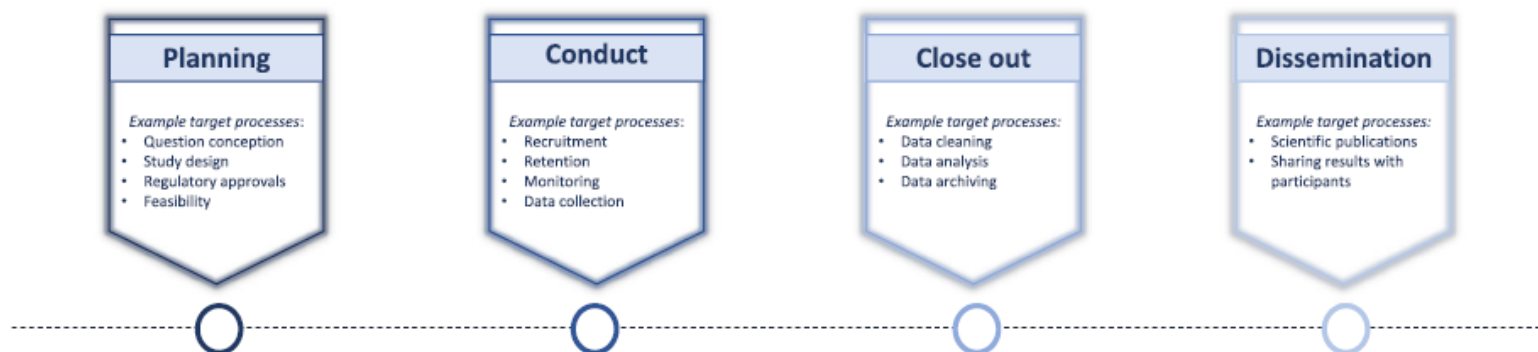 Planning
Example target processes:
• Question conception
• Study design
• Regulatory approvals
• Feasibility
Conduct
Example target processes:
• Recruitment
• Retention
• Monitoring
• Data collection
Close out
Example target processes:
• Data cleaning
• Data analysis
• Data archiving
Dissemination
Example target processes:
• Scientific publications
• Sharing results with
participants